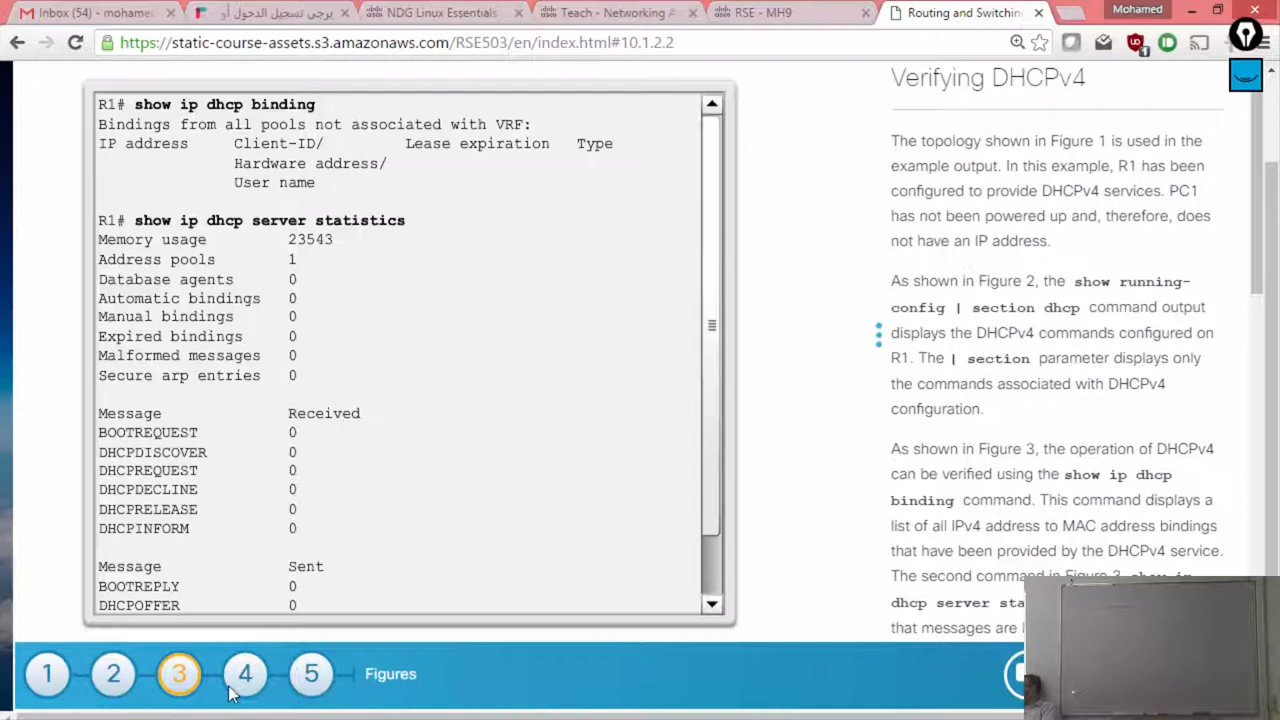 Inbox (54) - mohames
يرجى تسجيل الدخول أو
NDG Linux Essentials
Teach - Networking A
RSE - MH9
Routing and Switchin
Mohamed
https://static-course-assets.s3.amazonaws.com/RSE503/en/index.html#10.1.2.2
R1# show ip dhcp binding
Bindings from all pools not associated with VRF:
IP address Client-ID/ Lease expiration Type
Hardware address/
User name
R1# show ip dhcp server statistics
Memory usage 23543
Address pools 1
Database agents 0
Automatic bindings 0
Manual bindings 0
Expired bindings 0
Malformed messages 0
Secure arp entries 0
Message Received
BOOTREQUEST 0
DHCPDISCOVER 0
DHCPREQUEST 0
DHCPDECLINE 0
DHCPRELEASE 0
DHCPINFORM 0
Message Sent
BOOTREPLY 0
DHCPOFFER 0
Verifying DHCPv4
The topology shown in Figure 1 is used in the
example output. In this example, R1 has been
configured to provide DHCPv4 services. PC1
has not been powered up and, therefore, does
not have an IP address.
As shown in Figure 2, the show running-
config | section dhcp command output
displays the DHCPv4 commands configured on
R1. The | section parameter displays only
the commands associated with DHCPv4
configuration.
As shown in Figure 3, the operation of DHCPv4
can be verified using the show ip dhcp
binding command. This command displays a
list of all IPv4 address to MAC address bindings
that have been provided by the DHCPv4 service.
The second command in Figure 3, show ip
dhcp server sta
that messages are
1 2 3 4 5 Figures